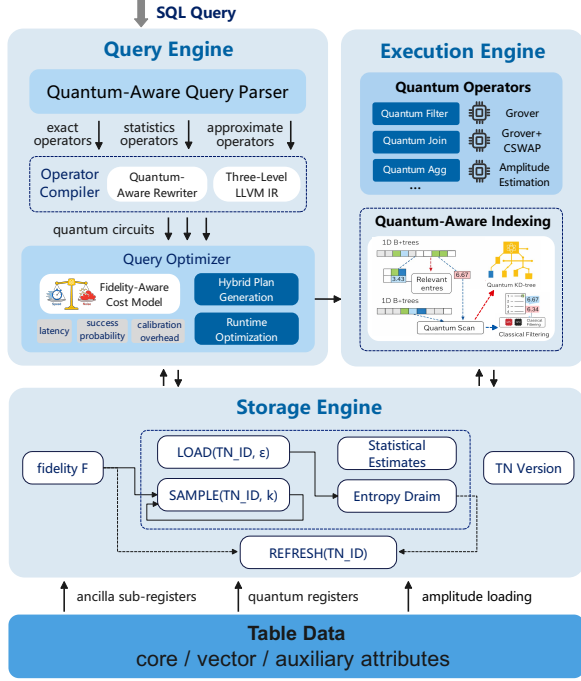 SQL Query
Query Engine
Quantum-Aware Query Parser
exact operators
statistics operators
approximate operators
Operator Compiler
Quantum-Aware Rewriter
Three-Level LLVM IR
quantum circuits
Query Optimizer
Fidelity-Aware Cost Model
Hybrid Plan Generation
latency
success probability
calibration overhead
Runtime Optimization
Execution Engine
Quantum Operators
Quantum Filter
Grover
Quantum Join
Grover+ CSWAP
Quantum Agg
Amplitude Estimation
...
Quantum-Aware Indexing
1D B+trees
3.43
Relevant entres
6.67
Quantum KD-tree
1D B+trees
6.67
6.34
Quantum Scan
Classical Filtering
Storage Engine
fidelity F
LOAD(TN_ID, ε)
Statistical Estimates
TN Version
SAMPLE(TN_ID, k)
Entropy Draim
REFRESH(TN_ID)
ancilla sub-registers
quantum registers
amplitude loading
Table Data
core / vector / auxiliary attributes